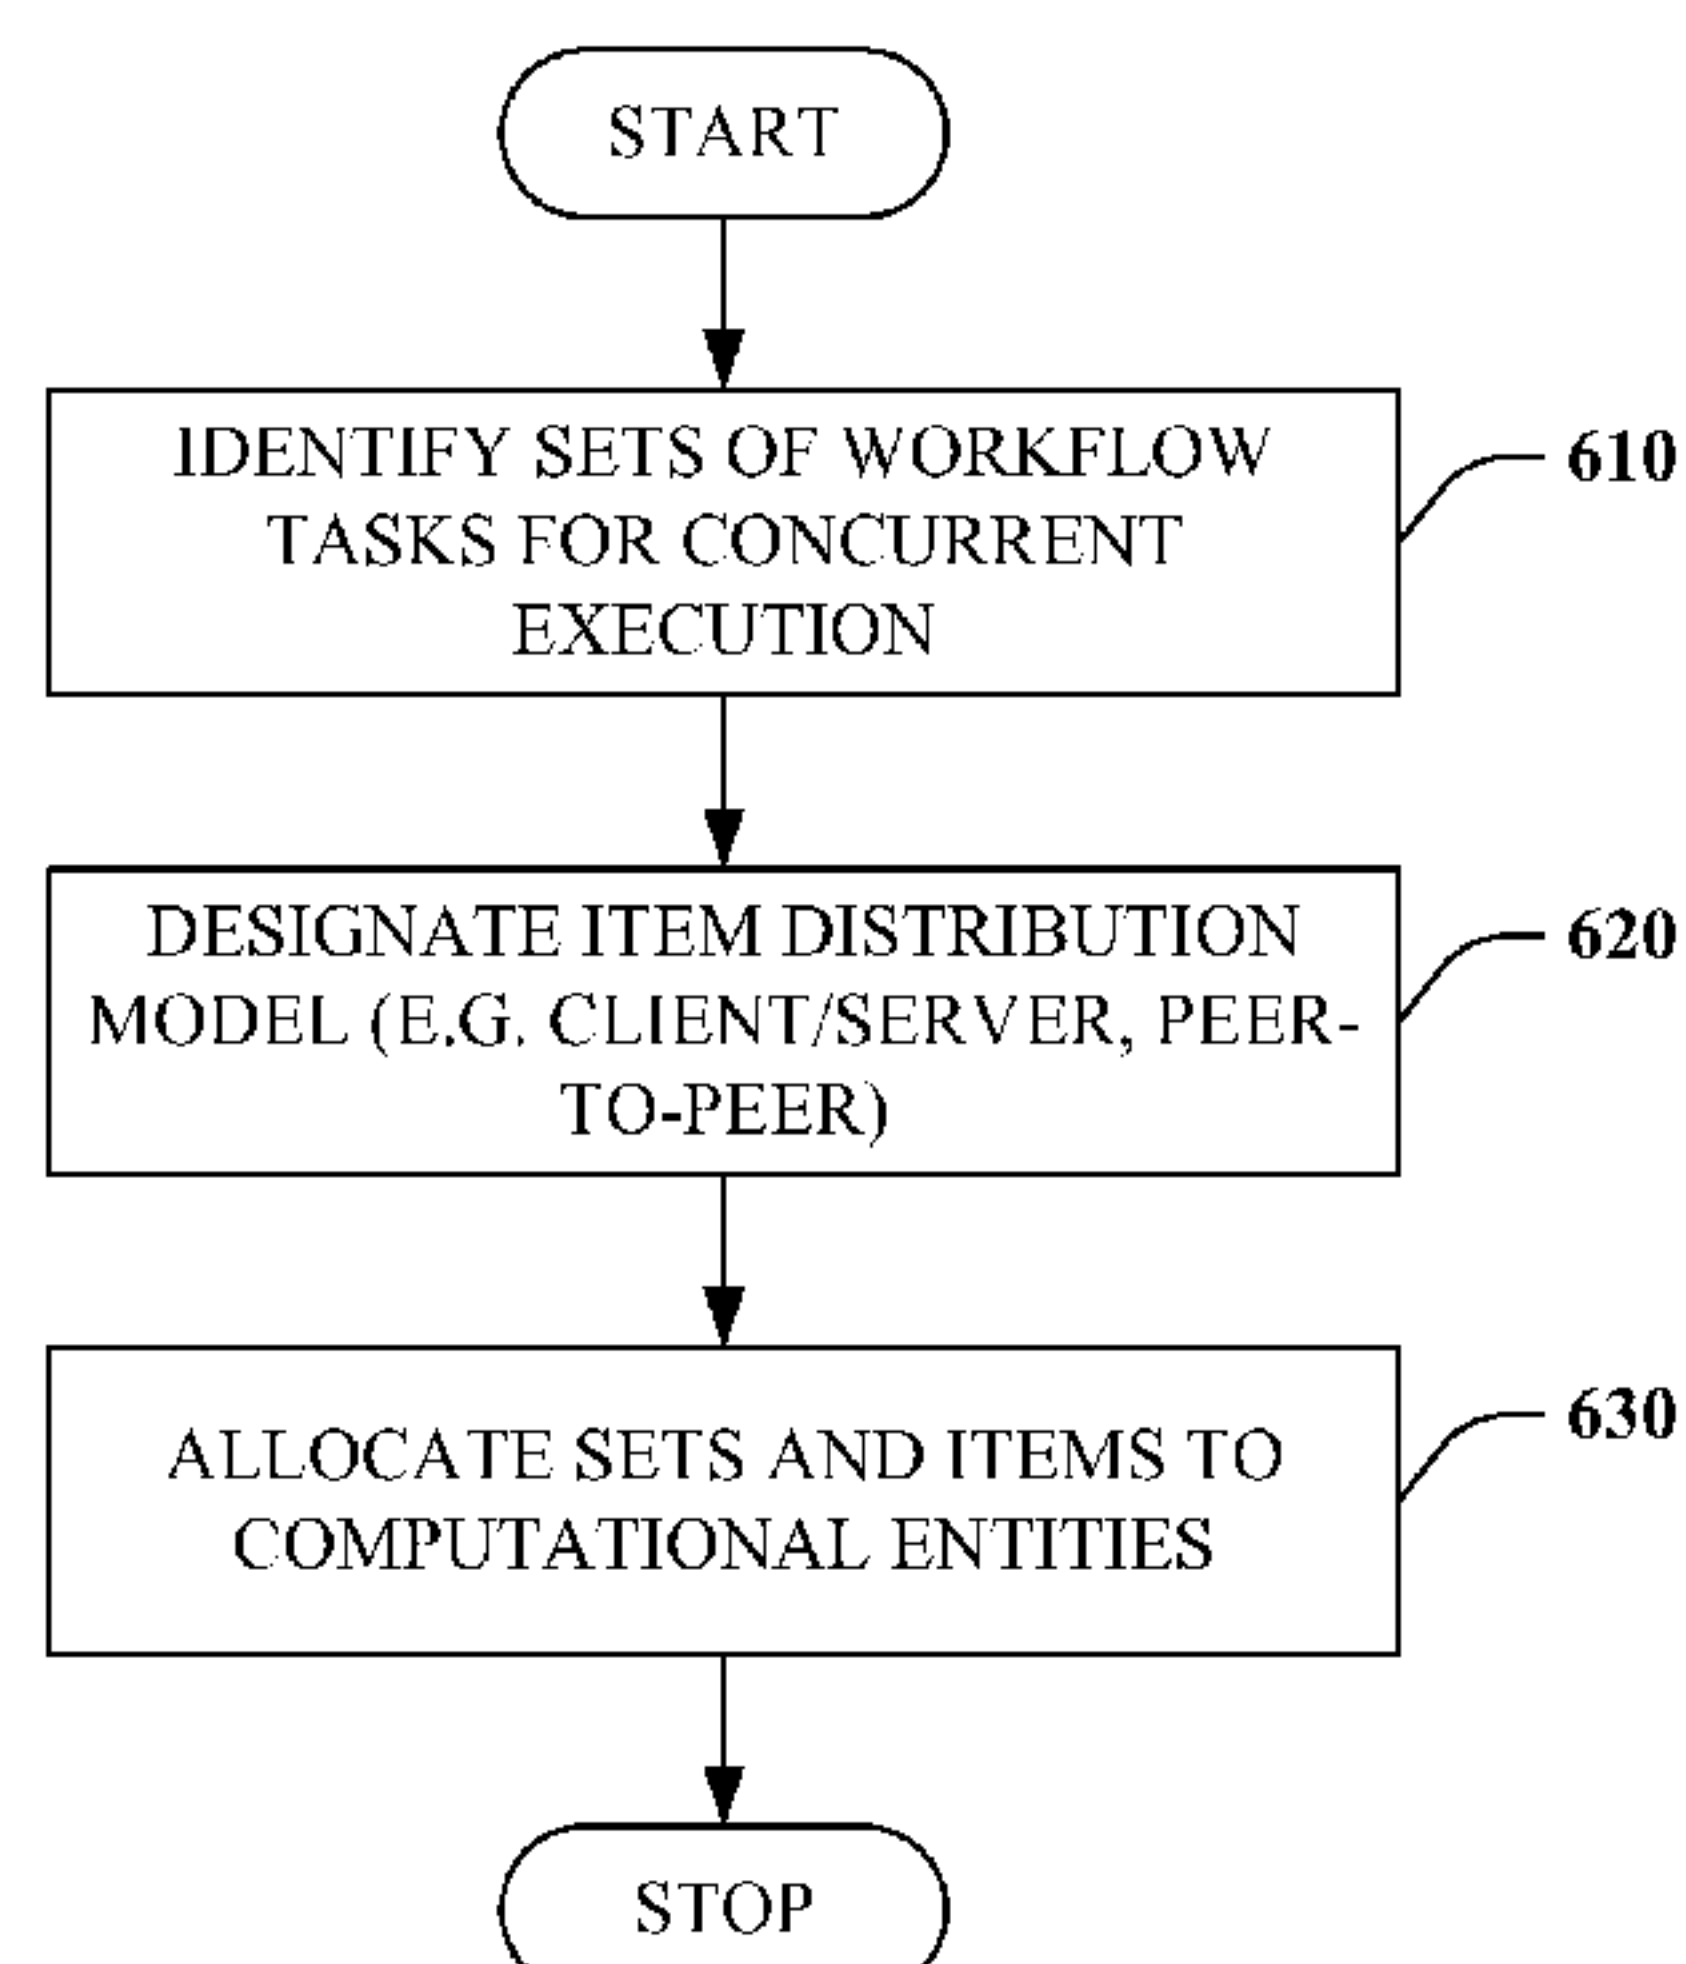 START
IDENTIFY SETS OF WORKFLOW
TASKS FOR CONCURRENT
EXECUTION
610
DESIGNATE ITEM DISTRIBUTION
MODEL (E.G. CLIENT/SERVER, PEER-
TO-PEER)
620
ALLOCATE SETS AND ITEMS TO
COMPUTATIONAL ENTITIES
630
STOP